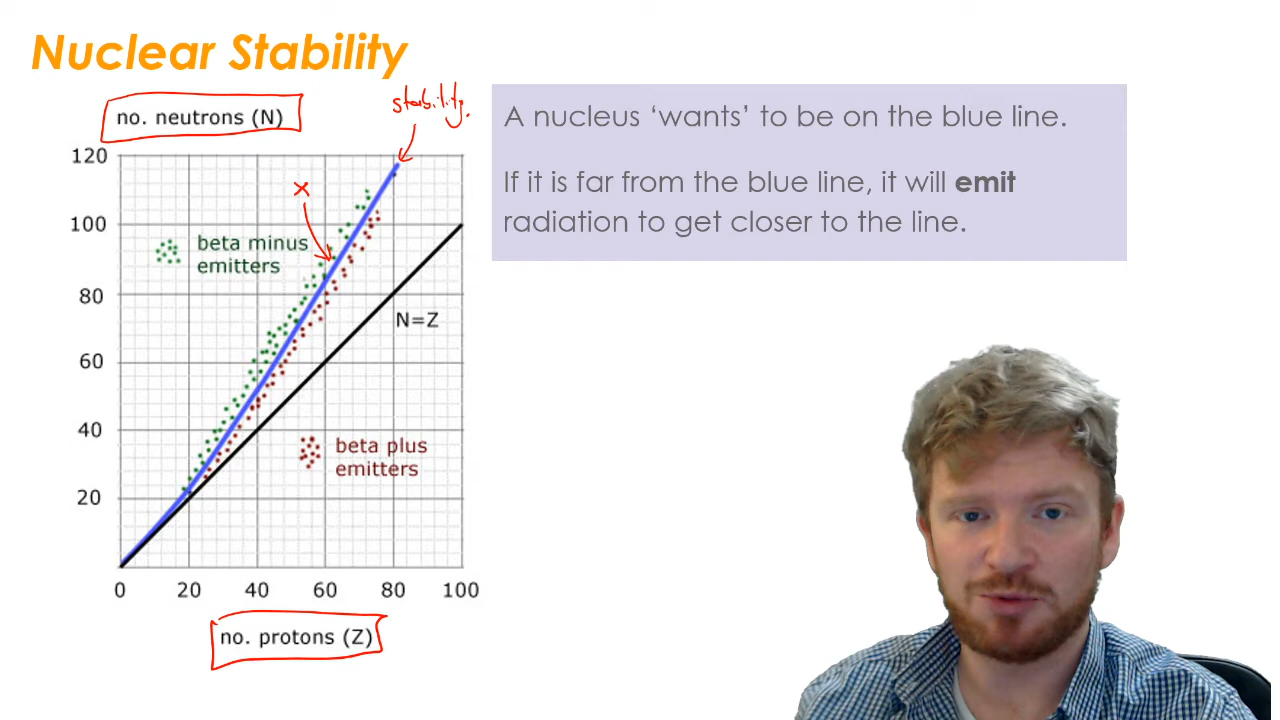 Nuclear Stability
no. neutrons (N)
stability.
A nucleus ‘wants’ to be on the blue line.
If it is far from the blue line, it will emit
radiation to get closer to the line.
120
100
80
60
40
20
x
beta minus
emitters
N=Z
beta plus
emitters
0 20 40 60 80 100
no. protons (Z)